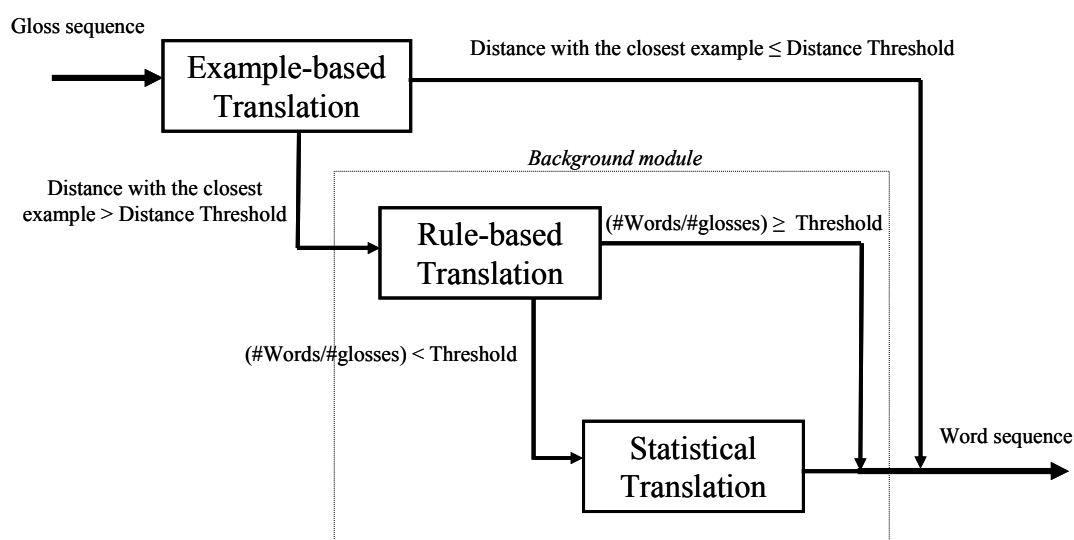 Gloss sequence
Example-based
Translation
Distance with the closest example ≤ Distance Threshold
Distance with the closest
example > Distance Threshold
Background module
Rule-based
Translation
(#Words/#glosses) ≥ Threshold
(#Words/#glosses) < Threshold
Statistical
Translation
Word sequence